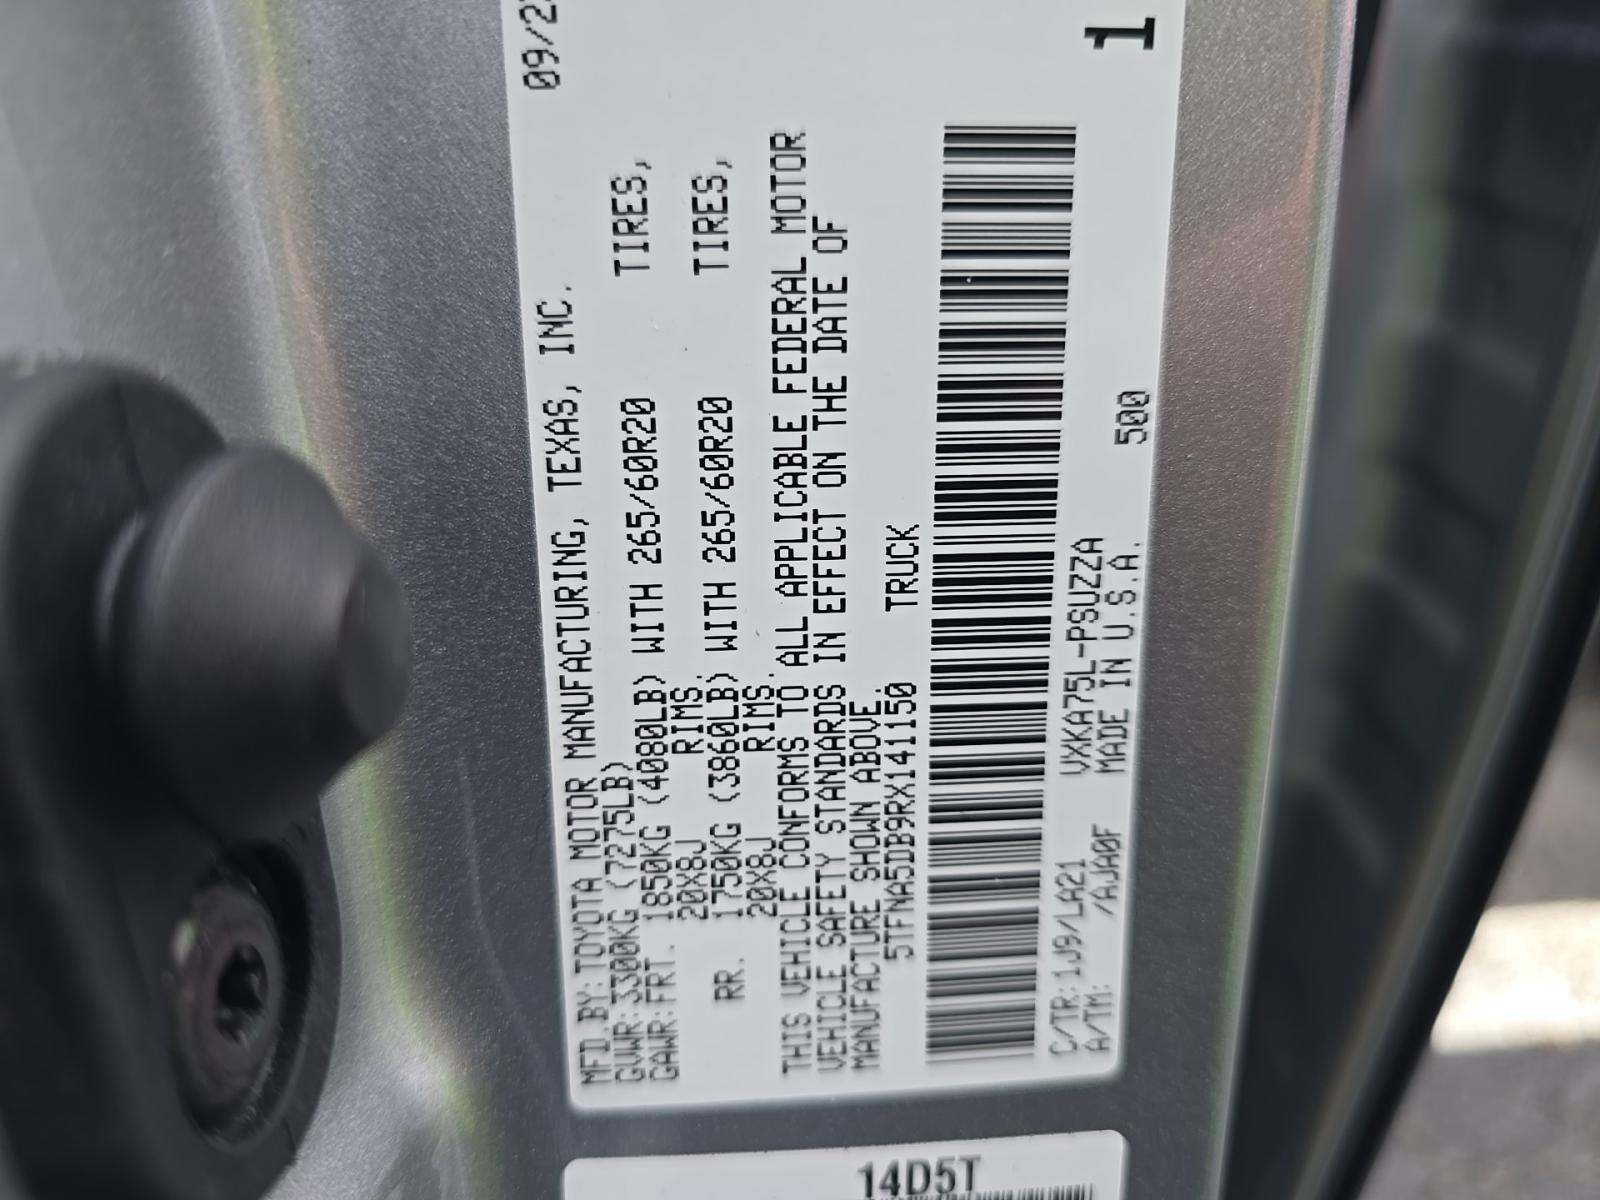 MFD.BY:TOYOTA MOTOR MANUFACTURING, TEXAS, INC. 09/2
GVWR:3300KG (7275LB)
GAWR:FRT. 1850KG (4080LB) WITH 265/60R20 TIRES,
20X8J RIMS.
RR. 1750KG (3860LB) WITH 265/60R20 TIRES,
20X8J RIMS.
THIS VEHICLE CONFORMS TO ALL APPLICABLE FEDERAL MOTOR
VEHICLE SAFETY STANDARDS IN EFFECT ON THE DATE OF
MANUFACTURE SHOWN ABOVE.
5TFNA5DB9RX141150 TRUCK
C/TR:1J9/LA21 VXKA75L-PSUZZA
A/TM: /AJA0F MADE IN U.S.A. 500 1
14D5T